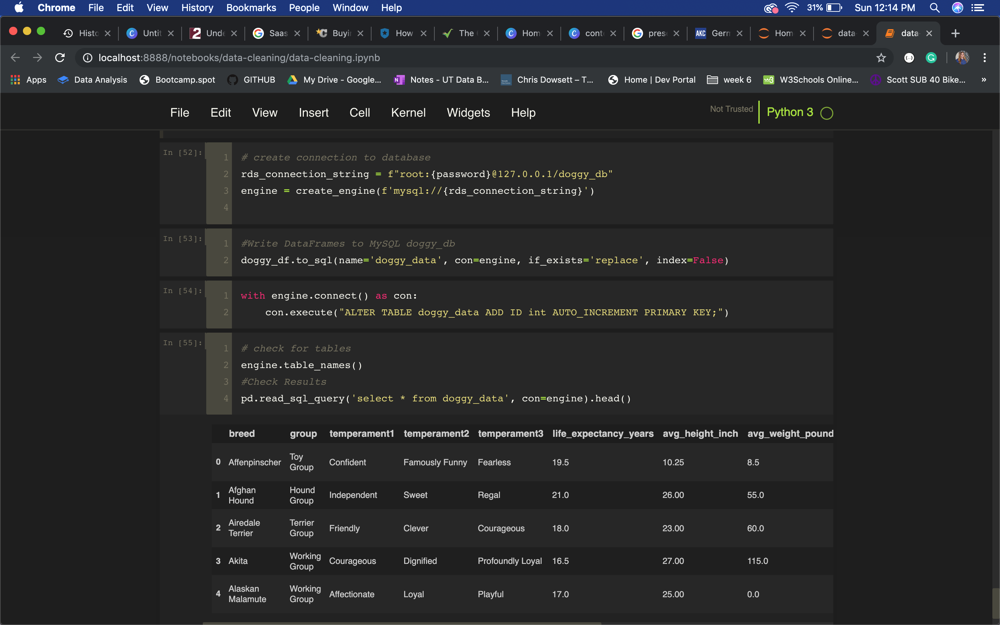 Chrome File Edit View History Bookmarks People Window Help 31% Sun 12:14 PM
Histo Untit Unde Saas Buyin How The Hom cont pres Germ Hom data- data-
localhost:8888/notebooks/data-cleaning/data-cleaning.ipynb
Apps Data Analysis Bootcamp.spot GITHUB My Drive - Google... Notes - UT Data B... Chris Dowsett – T... Home | Dev Portal week 6 W3Schools Online... Scott SUB 40 Bike... »
File Edit View Insert Cell Kernel Widgets Help Not Trusted Python 3
In [52]:
1 # create connection to database
2 rds_connection_string = f"root:{password}@127.0.0.1/doggy_db"
3 engine = create_engine(f'mysql://{rds_connection_string}')
4
In [53]:
1 #Write DataFrames to MySQL doggy_db
2 doggy_df.to_sql(name='doggy_data', con=engine, if_exists='replace', index=False)
In [54]:
1 with engine.connect() as con:
2     con.execute("ALTER TABLE doggy_data ADD ID int AUTO_INCREMENT PRIMARY KEY;")
In [55]:
1 # check for tables
2 engine.table_names()
3 #Check Results
4 pd.read_sql_query('select * from doggy_data', con=engine).head()
breed group temperament1 temperament2 temperament3 life_expectancy_years avg_height_inch avg_weight_pound
0 Affenpinscher Toy Group Confident Famously Funny Fearless 19.5 10.25 8.5
1 Afghan Hound Hound Group Independent Sweet Regal 21.0 26.00 55.0
2 Airedale Terrier Terrier Group Friendly Clever Courageous 18.0 23.00 60.0
3 Akita Working Group Courageous Dignified Profoundly Loyal 16.5 27.00 115.0
4 Alaskan Malamute Working Group Affectionate Loyal Playful 17.0 25.00 0.0